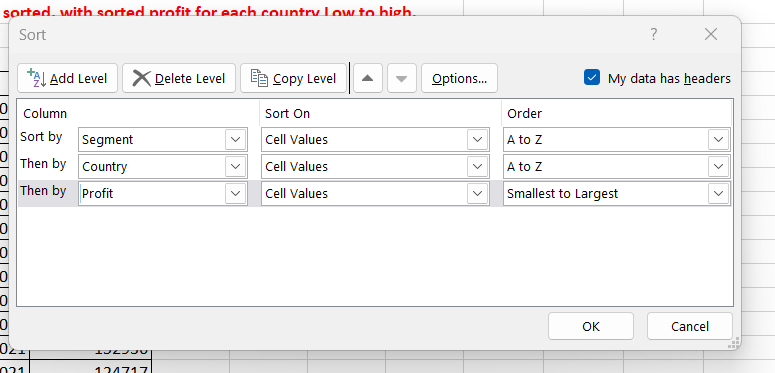 sorted, with sorted profit for each country Low to high.
Sort ?
Add Level Delete Level Copy Level Options... My data has headers
Column Sort On Order
Sort by Segment Cell Values A to Z
Then by Country Cell Values A to Z
Then by Profit Cell Values Smallest to Largest
OK Cancel
021
021 124717